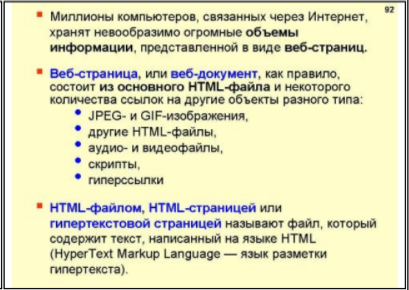 92
Миллионы компьютеров, связанных через Интернет,
хранят невообразимо огромные объемы
информации, представленной в виде веб-страниц.
Веб-страница, или веб-документ, как правило,
состоит из основного HTML-файла и некоторого
количества ссылок на другие объекты разного типа:
JPEG- и GIF-изображения,
другие HTML-файлы,
аудио- и видеофайлы,
скрипты,
гиперссылки
HTML-файлом, HTML-страницей или
гипертекстовой страницей называют файл, который
содержит текст, написанный на языке HTML
(HyperText Markup Language — язык разметки
гипертекста).